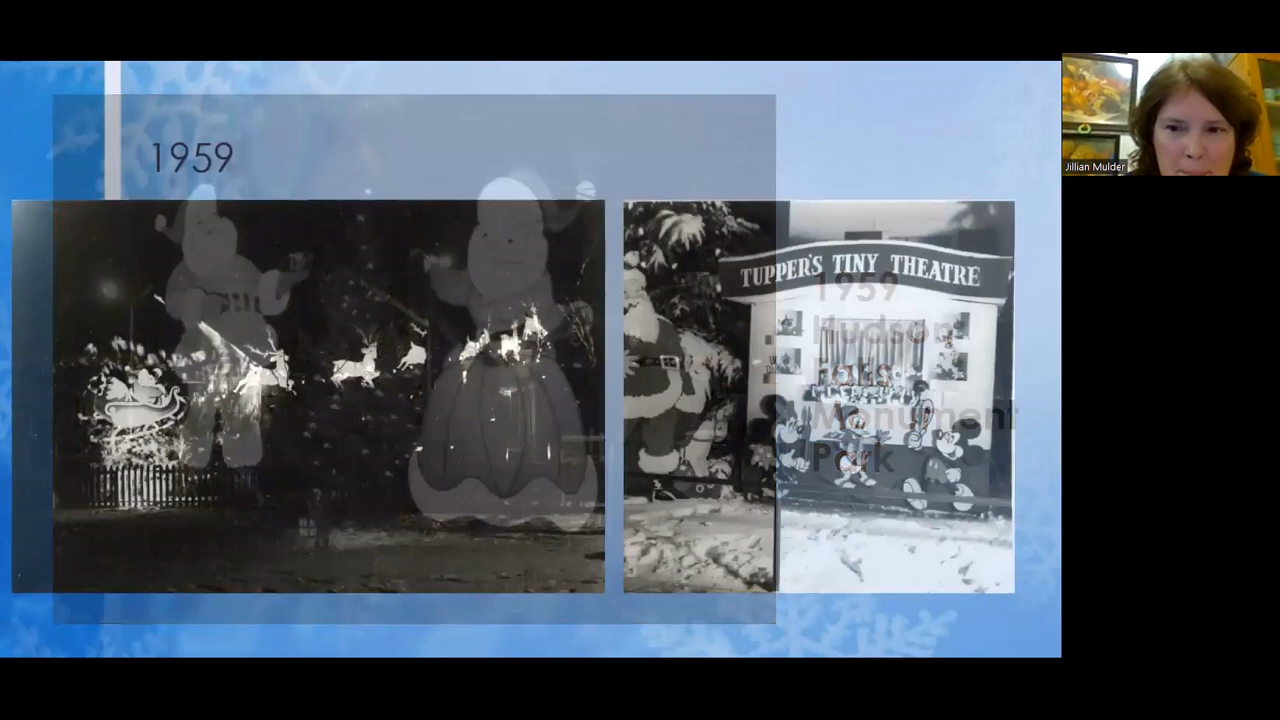 1959
TUPPER'S TINY THEATRE
1959
Hudson
Falls
Monument
Park
Jillian Mulder